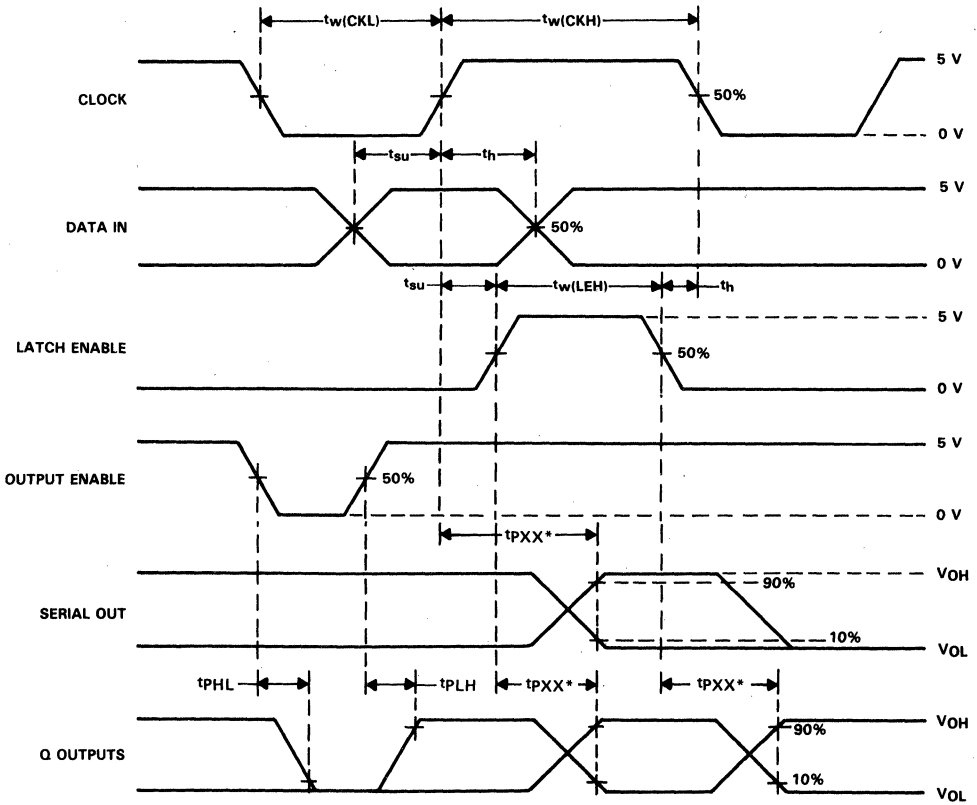 tw(CKL) tw(CKH)
5 V
CLOCK 50%
0 V
tsu th
5 V
DATA IN 50%
0 V
tsu tw(LEH) th
5 V
LATCH ENABLE 50%
0 V
5 V
OUTPUT ENABLE 50%
0 V
tPXX*
VOH
90%
SERIAL OUT
10%
VOL
tPHL tPLH tPXX* tPXX*
VOH
90%
Q OUTPUTS
10%
VOL